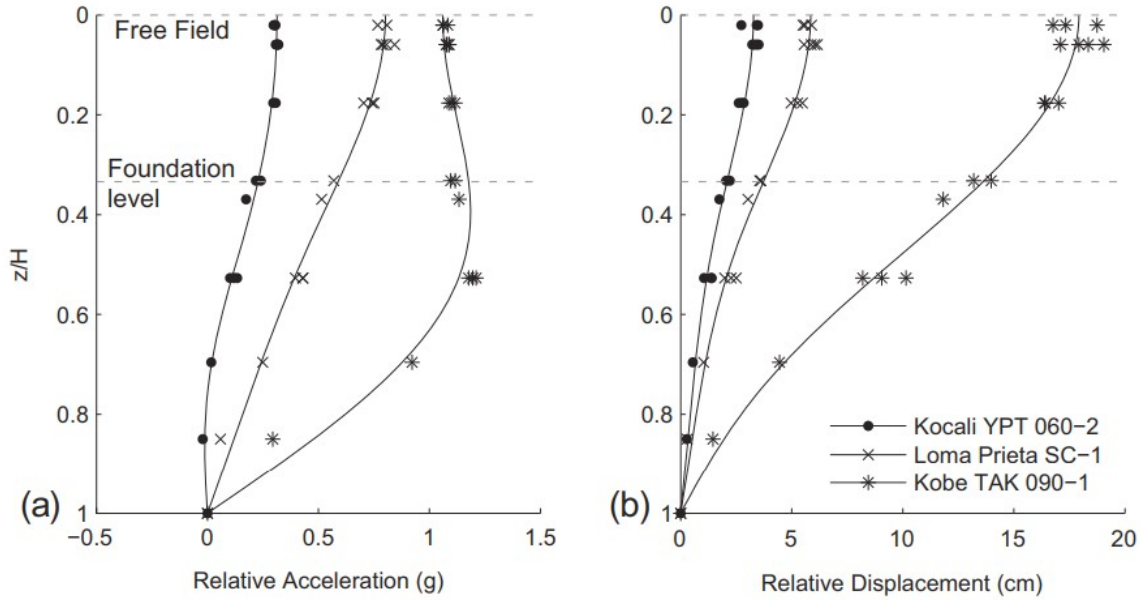 0
0.2
0.4
0.6
0.8
1
z/H
Free Field
Foundation
level
(a)
−0.5
0
0.5
1
1.5
Relative Acceleration (g)
0
0.2
0.4
0.6
0.8
1
(b)
Kocali YPT 060−2
Loma Prieta SC−1
Kobe TAK 090−1
0
5
10
15
20
Relative Displacement (cm)